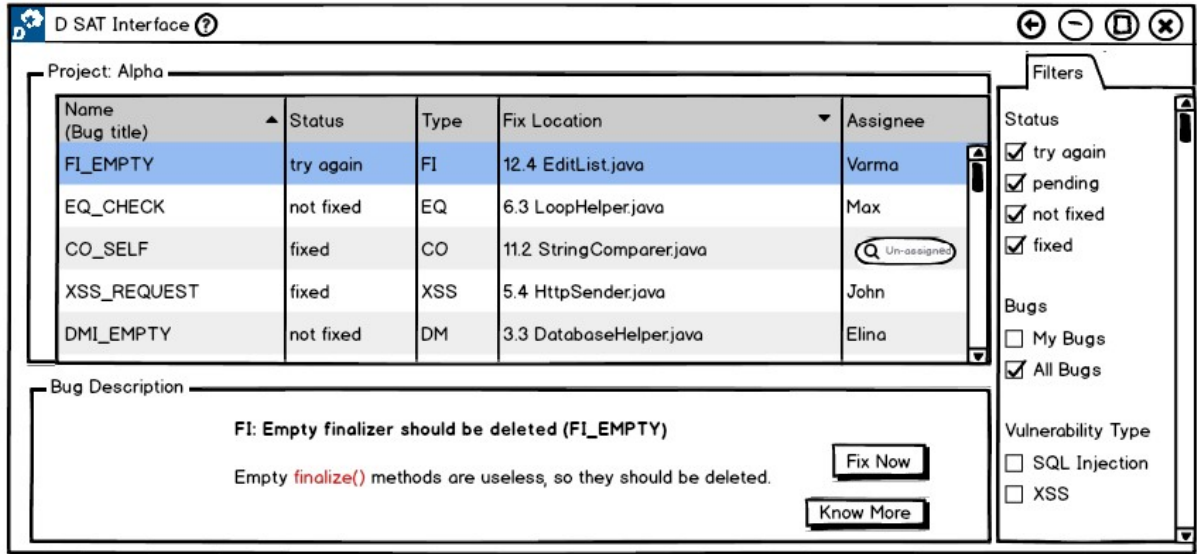 D D SAT Interface ?
Project: Alpha
Filters
Name
(Bug title) Status Type Fix Location Assignee
FI_EMPTY try again FI 12.4 EditList.java Varma
EQ_CHECK not fixed EQ 6.3 LoopHelper.java Max
CO_SELF fixed CO 11.2 StringComparer.java Un-assigned
XSS_REQUEST fixed XSS 5.4 HttpSender.java John
DMI_EMPTY not fixed DM 3.3 DatabaseHelper.java Elina
Status
try again
pending
not fixed
fixed
Bugs
My Bugs
All Bugs
Vulnerability Type
SQL Injection
XSS
Bug Description
FI: Empty finalizer should be deleted (FI_EMPTY)
Empty finalize() methods are useless, so they should be deleted.
Fix Now
Know More